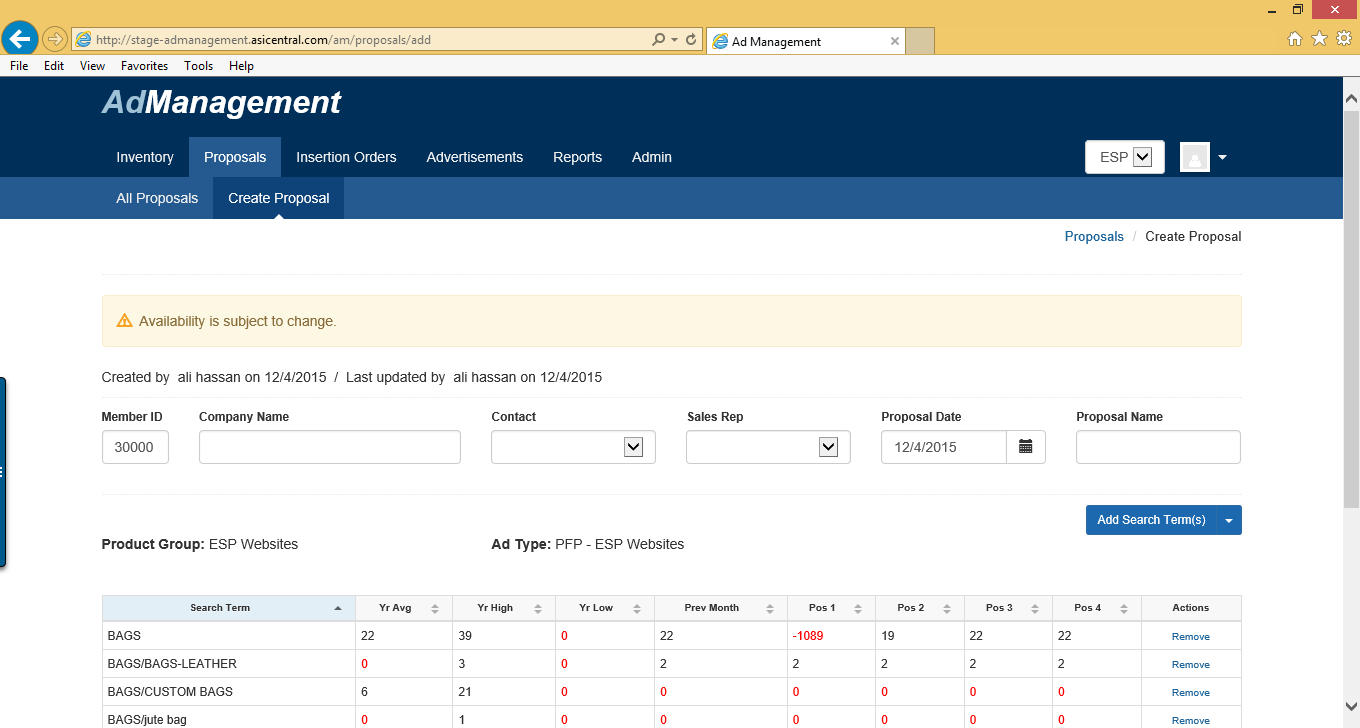 http://stage-admanagement.asicentral.com/am/proposals/add
Ad Management
File Edit View Favorites Tools Help
AdManagement
Inventory Proposals Insertion Orders Advertisements Reports Admin ESP
All Proposals Create Proposal
Proposals / Create Proposal
Availability is subject to change.
Created by ali hassan on 12/4/2015 / Last updated by ali hassan on 12/4/2015
Member ID Company Name Contact Sales Rep Proposal Date Proposal Name
30000 12/4/2015
Add Search Term(s)
Product Group: ESP Websites Ad Type: PFP - ESP Websites
Search Term Yr Avg Yr High Yr Low Prev Month Pos 1 Pos 2 Pos 3 Pos 4 Actions
BAGS 22 39 0 22 -1089 19 22 22 Remove
BAGS/BAGS-LEATHER 0 3 0 2 2 2 2 2 Remove
BAGS/CUSTOM BAGS 6 21 0 0 0 0 0 0 Remove
BAGS/jute bag 0 1 0 0 0 0 0 0 Remove